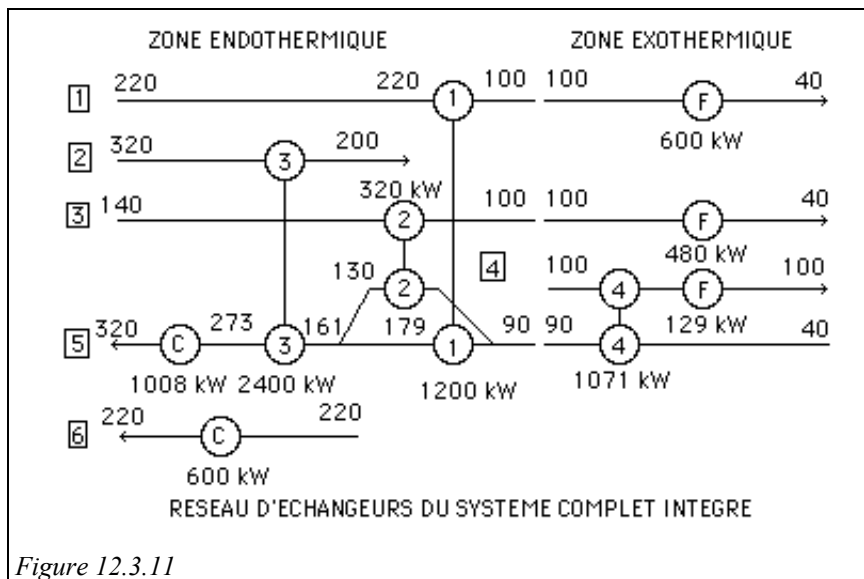 ZONE ENDOTHERMIQUE ZONE EXOTHERMIQUE
1 220 220 1 100 100 F 40
600 kW
2 320 3 200
320 kW
3 140 2 100 100 F 40
480 kW
130 2 4 100 4 F 100
129 kW
5 320 C 273 3 161 179 1 90 90 4 40
1008 kW 2400 kW 1200 kW 1071 kW
6 220 C 220
600 kW
RESEAU D'ECHANGEURS DU SYSTEME COMPLET INTEGRE
Figure 12.3.11